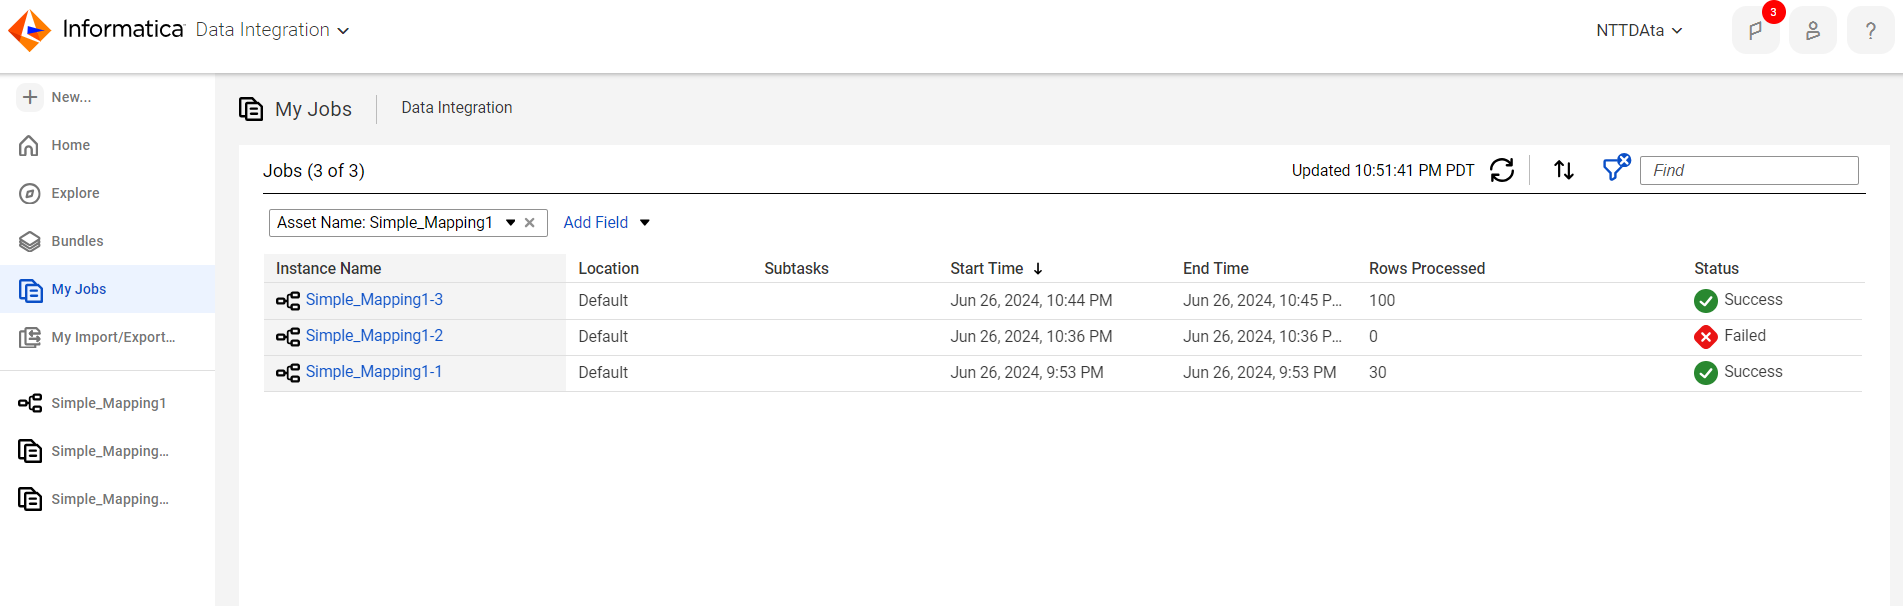 Informatica Data Integration
NTTDAta
3
?
New...
Home
Explore
Bundles
My Jobs
My Import/Export...
Simple_Mapping1
Simple_Mapping...
Simple_Mapping...
My Jobs Data Integration
Jobs (3 of 3) Updated 10:51:41 PM PDT Find
Asset Name: Simple_Mapping1 Add Field
Instance Name Location Subtasks Start Time End Time Rows Processed Status
Simple_Mapping1-3 Default Jun 26, 2024, 10:44 PM Jun 26, 2024, 10:45 P... 100 Success
Simple_Mapping1-2 Default Jun 26, 2024, 10:36 PM Jun 26, 2024, 10:36 P... 0 Failed
Simple_Mapping1-1 Default Jun 26, 2024, 9:53 PM Jun 26, 2024, 9:53 PM 30 Success